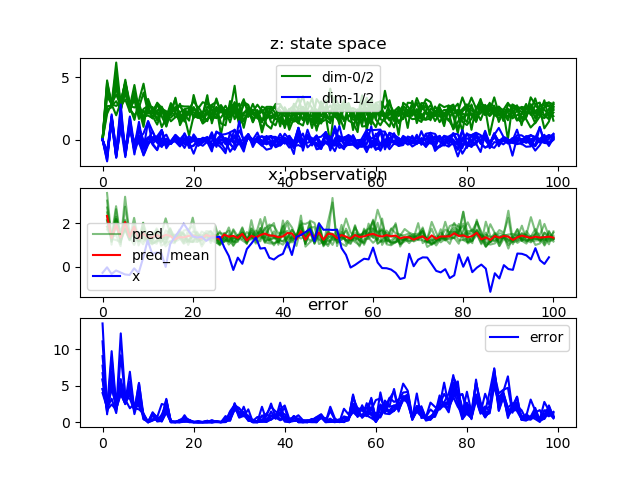 z: state space
5
0
dim-0/2
dim-1/2
0 20 40 60 80 100
x: observation
2
0
pred
pred_mean
x
0 20 40 60 80 100
error
10
5
0
error
0 20 40 60 80 100